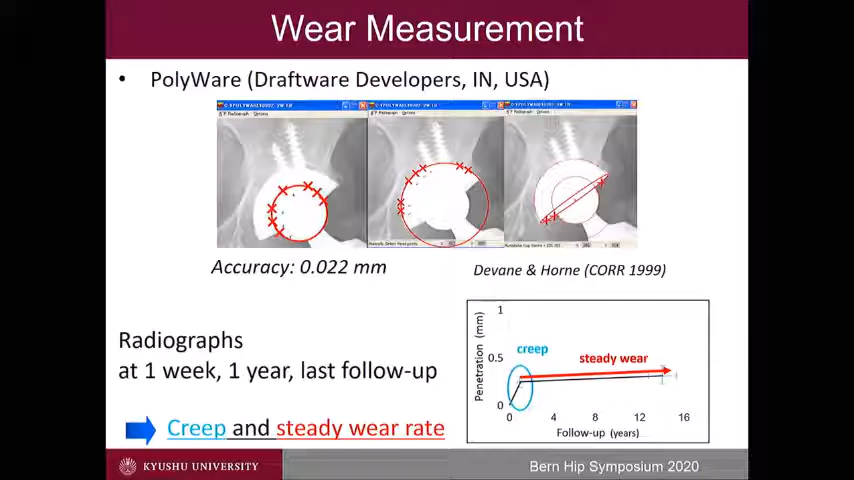 Wear Measurement
• PolyWare (Draftware Developers, IN, USA)
Accuracy: 0.022 mm
Devane & Horne (CORR 1999)
Radiographs
at 1 week, 1 year, last follow-up
Creep and steady wear rate
Penetration (mm)
1
0.5
0
creep
steady wear
0 4 8 12 16
Follow-up (years)
KYUSHU UNIVERSITY
Bern Hip Symposium 2020